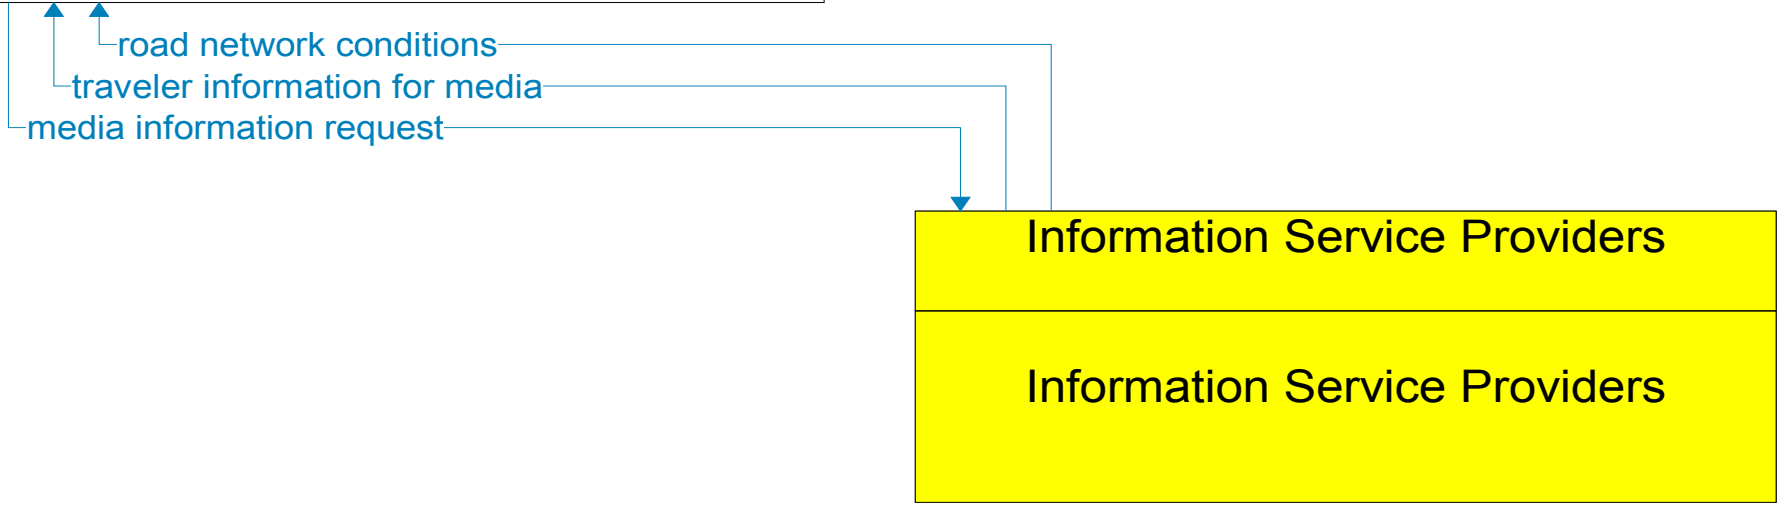 road network conditions
traveler information for media
media information request
Information Service Providers
Information Service Providers